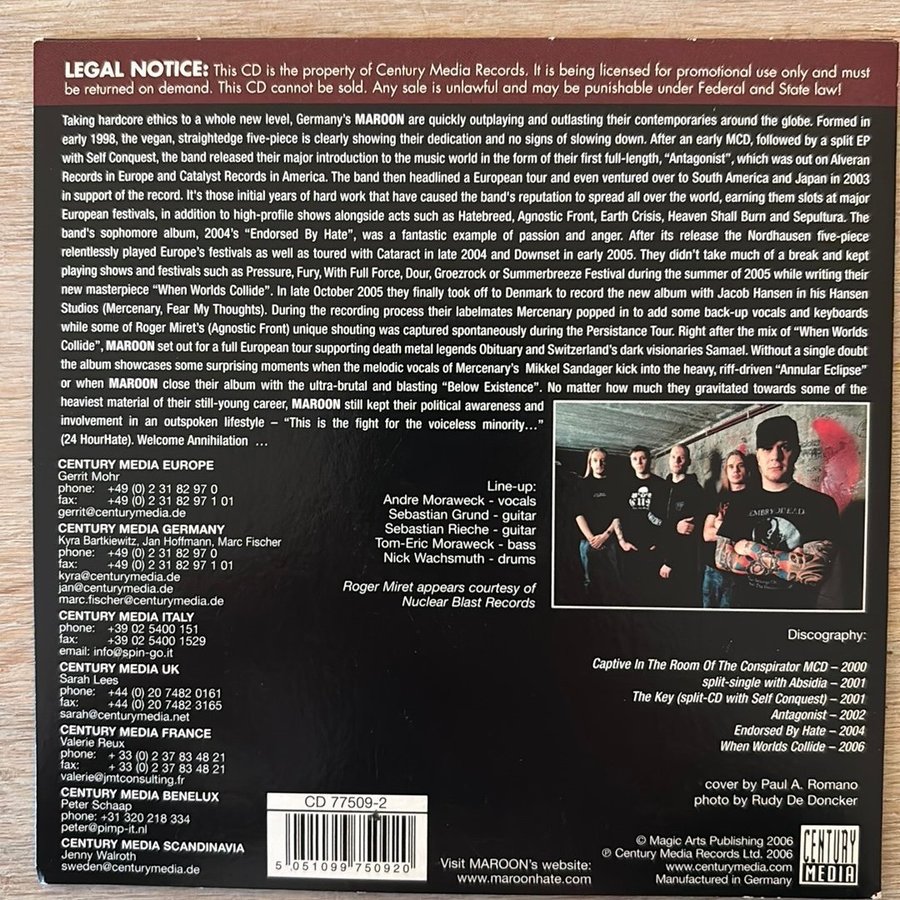 LEGAL NOTICE: This CD is the property of Century Media Records. It is being licensed for promotional use only and must
be returned on demand. This CD cannot be sold. Any sale is unlawful and may be punishable under Federal and State law!
Taking hardcore ethics to a whole new level, Germany's MAROON are quickly outplaying and outlasting their contemporaries around the globe. Formed in
early 1998, the vegan, straightedge five-piece is clearly showing their dedication and no signs of slowing down. After an early MCD, followed by a split EP
with Self Conquest, the band released their major introduction to the music world in the form of their first full-length, "Antagonist", which was out on Alveran
Records in Europe and Catalyst Records in America. The band then headlined a European tour and even ventured over to South America and Japan in 2003
in support of the record. It's those initial years of hard work that have caused the band's reputation to spread all over the world, earning them slots at major
European festivals, in addition to high-profile shows alongside acts such as Hatebreed, Agnostic Front, Earth Crisis, Heaven Shall Burn and Sepultura. The
band's sophomore album, 2004's "Endorsed By Hate", was a fantastic example of passion and anger. After its release the Nordhausen five-piece
relentlessly played Europe's festivals as well as toured with Cataract in late 2004 and Downset in early 2005. They didn't take much of a break and kept
playing shows and festivals such as Pressure, Fury, With Full Force, Dour, Groezrock or Summerbreeze Festival during the summer of 2005 while writing their
new masterpiece "When Worlds Collide". In late October 2005 they finally took off to Denmark to record the new album with Jacob Hansen in his Hansen
Studios (Mercenary, Fear My Thoughts). During the recording process their labelmates Mercenary popped in to add some back-up vocals and keyboards
while some of Roger Miret's (Agnostic Front) unique shouting was captured spontaneously during the Persistance Tour. Right after the mix of "When Worlds
Collide", MAROON set out for a full European tour supporting death metal legends Obituary and Switzerland's dark visionaries Samael. Without a single doubt
the album showcases some surprising moments when the melodic vocals of Mercenary's Mikkel Sandager kick into the heavy, riff-driven "Annular Eclipse"
or when MAROON close their album with the ultra-brutal and blasting "Below Existence". No matter how much they gravitated towards some of the
heaviest material of their still-young career, MAROON still kept their political awareness and
involvement in an outspoken lifestyle – "This is the fight for the voiceless minority..."
(24 HourHate). Welcome Annihilation ...
CENTURY MEDIA EUROPE
Gerrit Mohr
phone: +49 (0) 2 31 82 97 0
fax: +49 (0) 2 31 82 97 1 01
gerrit@centurymedia.de
CENTURY MEDIA GERMANY
Kyra Bartkiewitz, Jan Hoffmann, Marc Fischer
phone: +49 (0) 2 31 82 97 0
fax: +49 (0) 2 31 82 97 1 01
kyra@centurymedia.de
jan@centurymedia.de
marc.fischer@centurymedia.de
CENTURY MEDIA ITALY
phone: +39 02 5400 151
fax: +39 02 5400 1529
email: info@spin-go.it
CENTURY MEDIA UK
Sarah Lees
phone: +44 (0) 20 7482 0161
fax: +44 (0) 20 7482 3165
sarah@centurymedia.net
CENTURY MEDIA FRANCE
Valerie Reux
phone: + 33 (0) 2 37 83 48 21
fax: + 33 (0) 2 37 83 48 21
valerie@jmtconsulting.fr
CENTURY MEDIA BENELUX
Peter Schaap
phone: +31 320 218 334
peter@pimp-it.nl
CENTURY MEDIA SCANDINAVIA
Jenny Walroth
sweden@centurymedia.de
Line-up:
Andre Moraweck - vocals
Sebastian Grund - guitar
Sebastian Rieche - guitar
Tom-Eric Moraweck - bass
Nick Wachsmuth - drums
Roger Miret appears courtesy of
Nuclear Blast Records
Discography:
Captive In The Room Of The Conspirator MCD – 2000
split-single with Absidia – 2001
The Key (split-CD with Self Conquest) – 2001
Antagonist – 2002
Endorsed By Hate – 2004
When Worlds Collide – 2006
cover by Paul A. Romano
photo by Rudy De Doncker
CD 77509-2
5 051099 750920
Visit MAROON's website:
www.maroonhate.com
© Magic Arts Publishing 2006
℗ Century Media Records Ltd. 2006
www.centurymedia.com
Manufactured in Germany
CENTURY
MEDIA